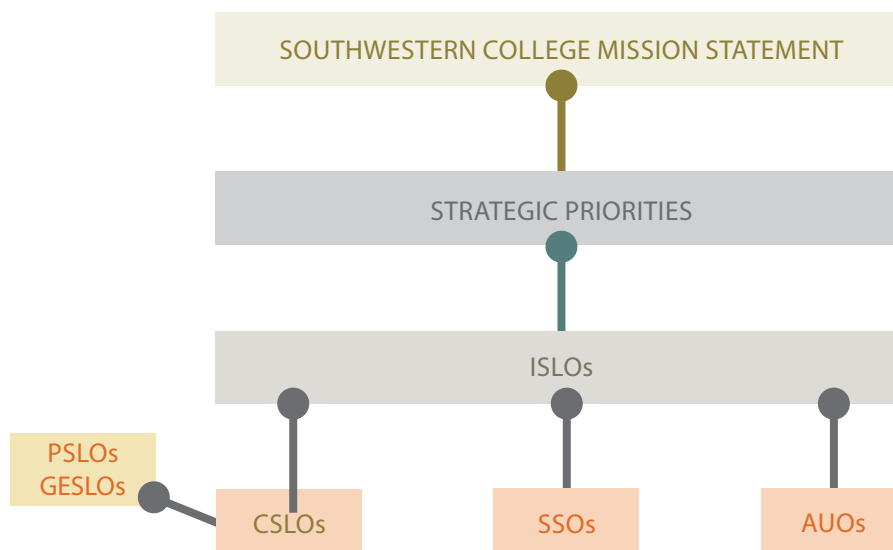 SOUTHWESTERN COLLEGE MISSION STATEMENT
STRATEGIC PRIORITIES
ISLOs
PSLOs
GESLOs
CSLOs
SSOs
AUOs